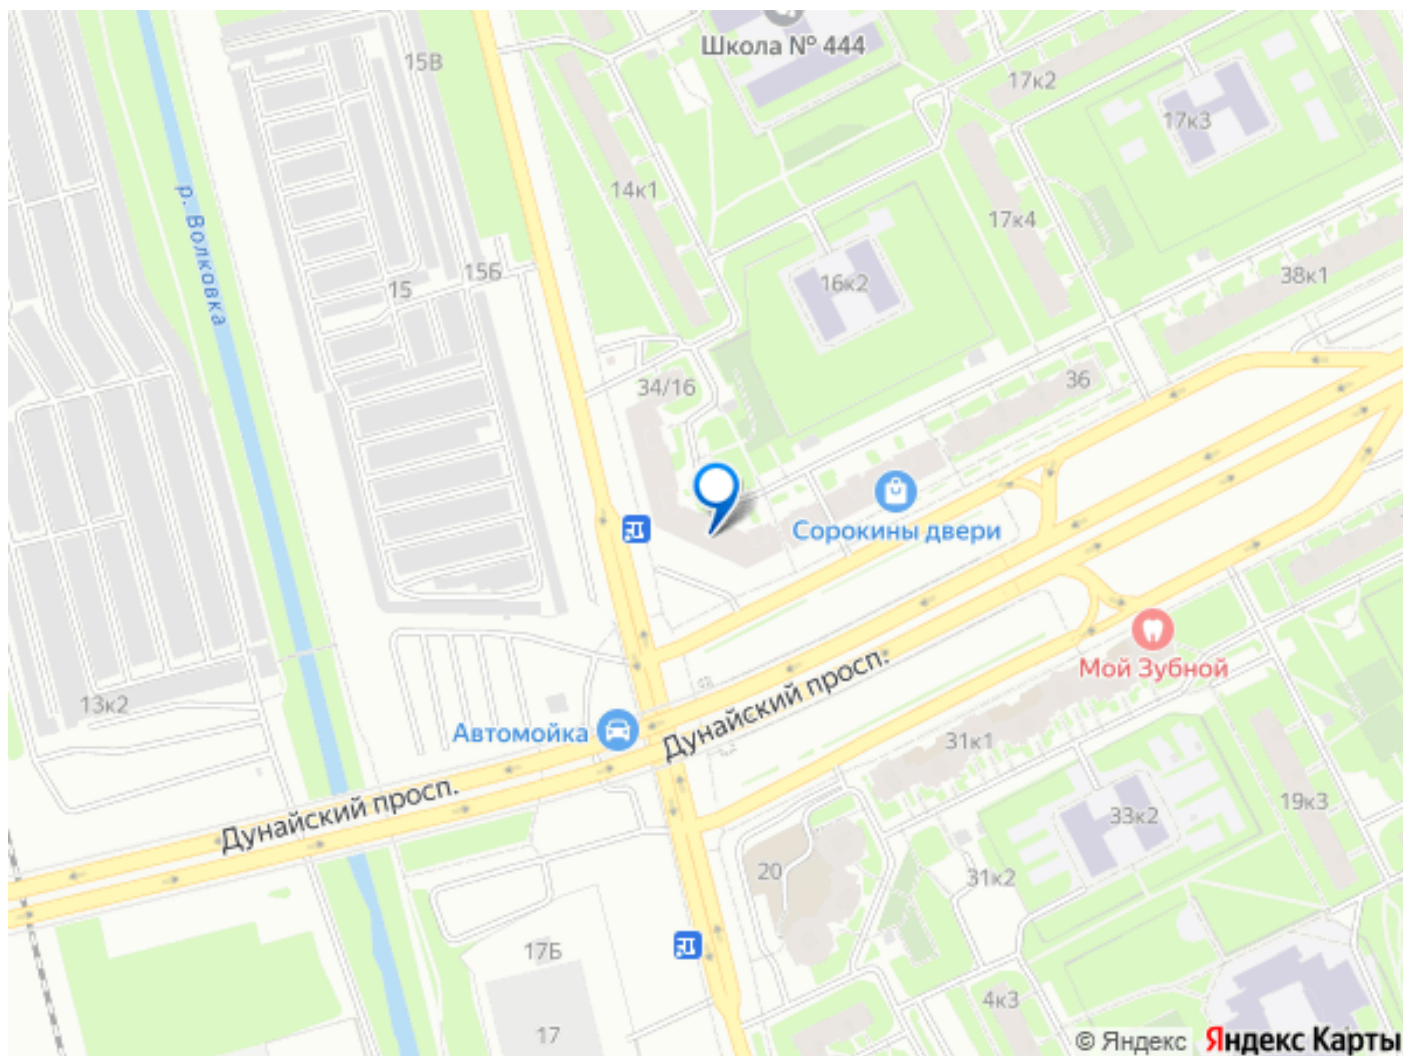 Школа № 444
15В
17к2
17к3
р. Волковка
14к1
17к4
15Б
16к2
38к1
15
34/16
36
Сорокины двери
Мой Зубной
13к2
Автомойка
Дунайский просп.
31к1
Дунайский просп.
19к3
33к2
20
31к2
17Б
4к3
17
© Яндекс Яндекс Карты